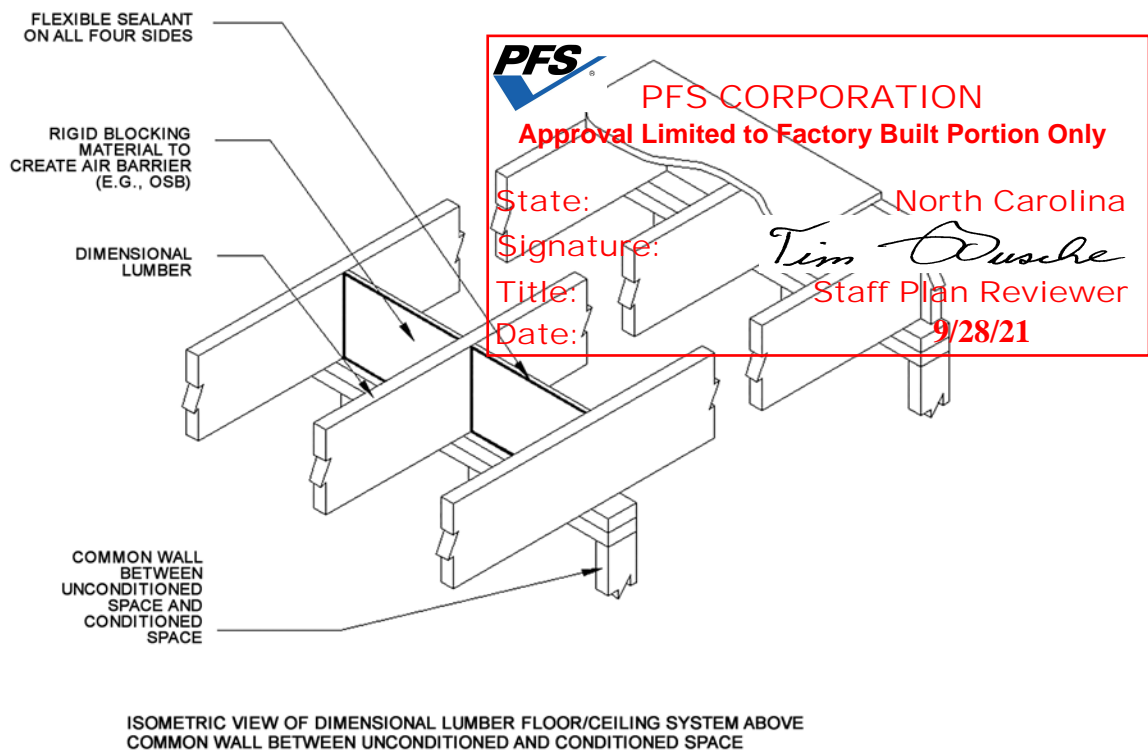 FLEXIBLE SEALANT
ON ALL FOUR SIDES
RIGID BLOCKING
MATERIAL TO
CREATE AIR BARRIER
(E.G., OSB)
DIMENSIONAL
LUMBER
COMMON WALL
BETWEEN
UNCONDITIONED
SPACE AND
CONDITIONED
SPACE
PFS ®
PFS CORPORATION
Approval Limited to Factory Built Portion Only
State: North Carolina
Signature: Tim
Title: Staff Plan Reviewer
Date: 9/28/21
ISOMETRIC VIEW OF DIMENSIONAL LUMBER FLOOR/CEILING SYSTEM ABOVE
COMMON WALL BETWEEN UNCONDITIONED AND CONDITIONED SPACE